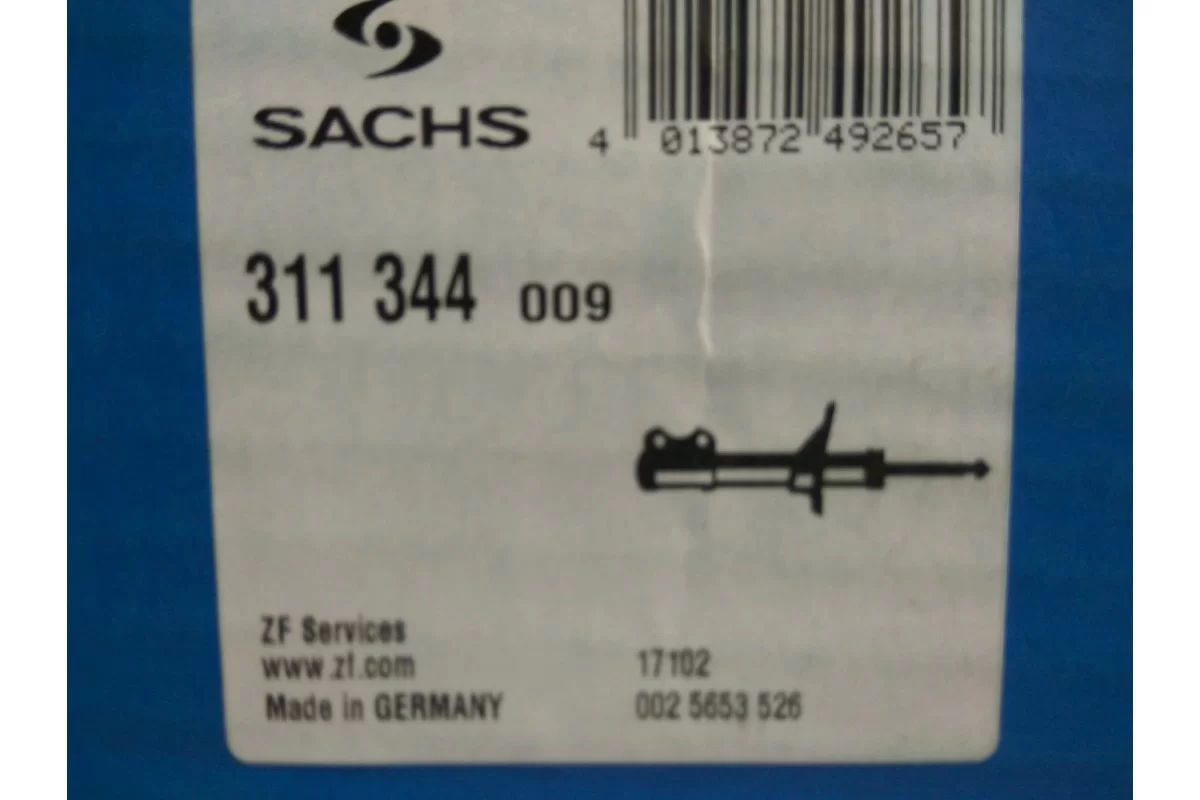 SACHS
4 013872 492657
311 344 009
ZF Services
www.zf.com
17102
Made in GERMANY
002 5653 526